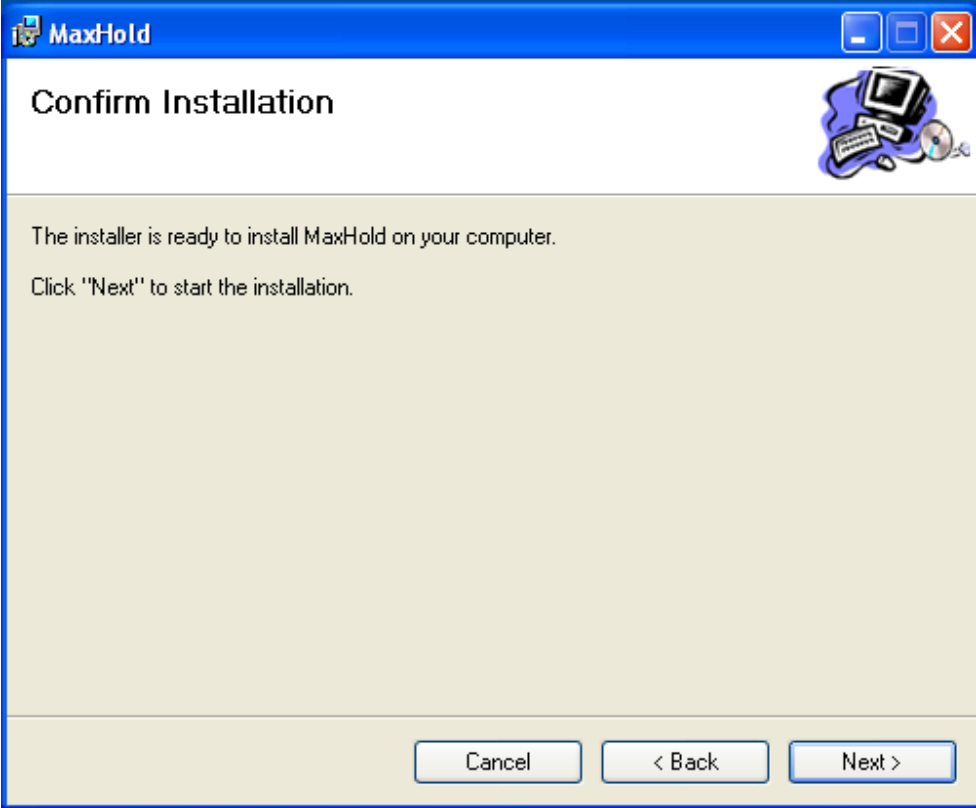 MaxHold
Confirm Installation
The installer is ready to install MaxHold on your computer.
Click "Next" to start the installation.
Cancel
< Back
Next >